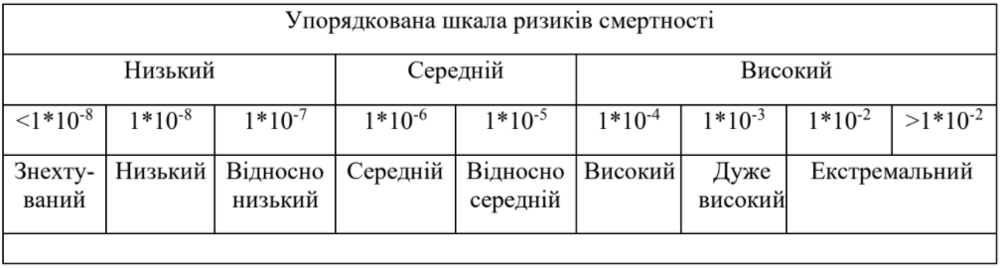 Упорядкована шкала ризиків смертності
Низький Середній Високий
<1*10⁻⁸ 1*10⁻⁸ 1*10⁻⁷ 1*10⁻⁶ 1*10⁻⁵ 1*10⁻⁴ 1*10⁻³ 1*10⁻² >1*10⁻²
Знехту- Низький Відносно Середній Відносно Високий Дуже Екстремальний
ваний низький середній високий